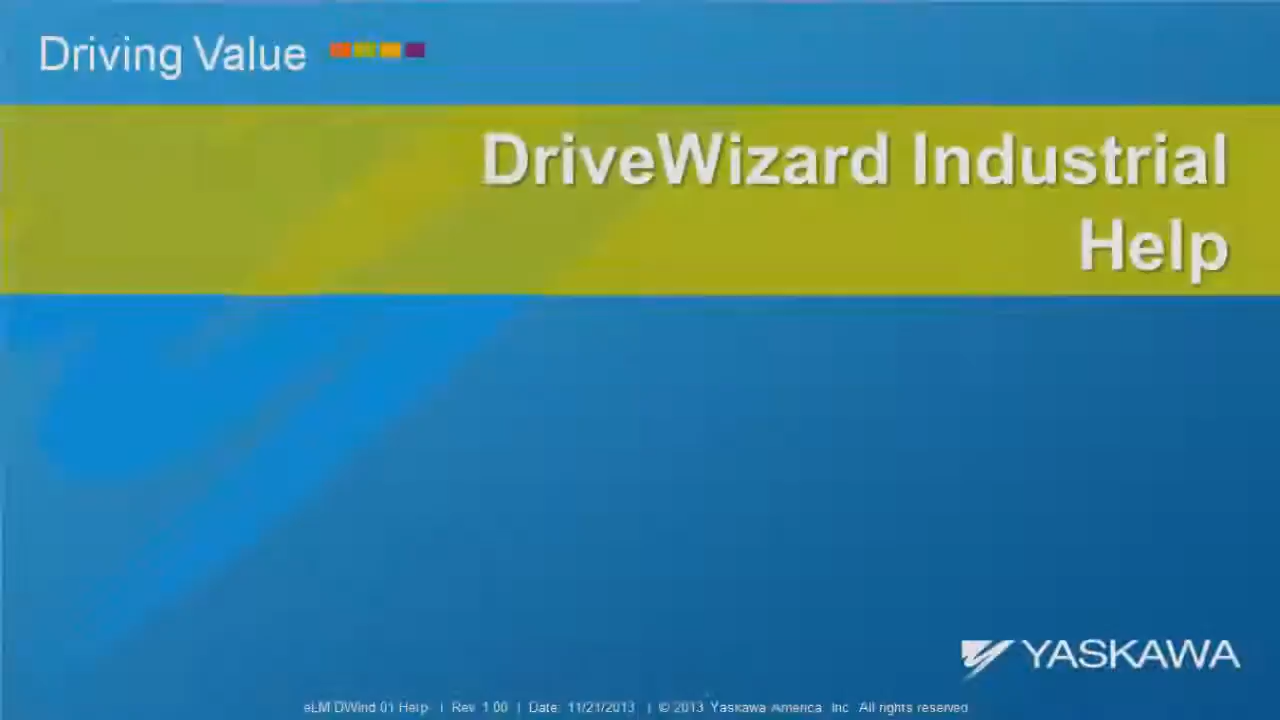 Driving Value
DriveWizard Industrial
Help
YASKAWA
eLM.DWind.01.Help | Rev. 1.00 | Date: 11/21/2013 | © 2013 Yaskawa America, Inc. All rights reserved.